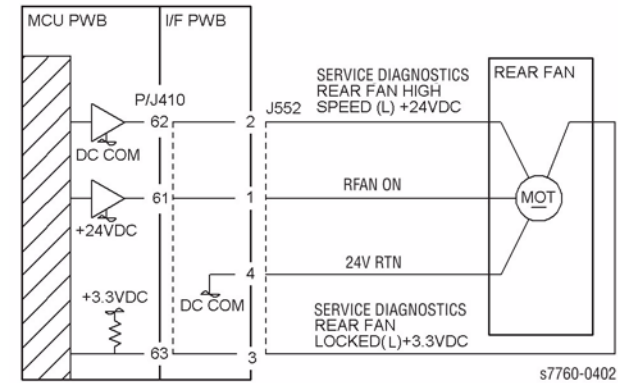 MCU PWB
I/F PWB
P/J410
62
DC COM
61
+24VDC
+3.3VDC
63
DC COM
2
J552
1
4
3
SERVICE DIAGNOSTICS
REAR FAN HIGH
SPEED (L) +24VDC
RFAN ON
24V RTN
SERVICE DIAGNOSTICS
REAR FAN
LOCKED(L)+3.3VDC
REAR FAN
MOT
s7760-0402